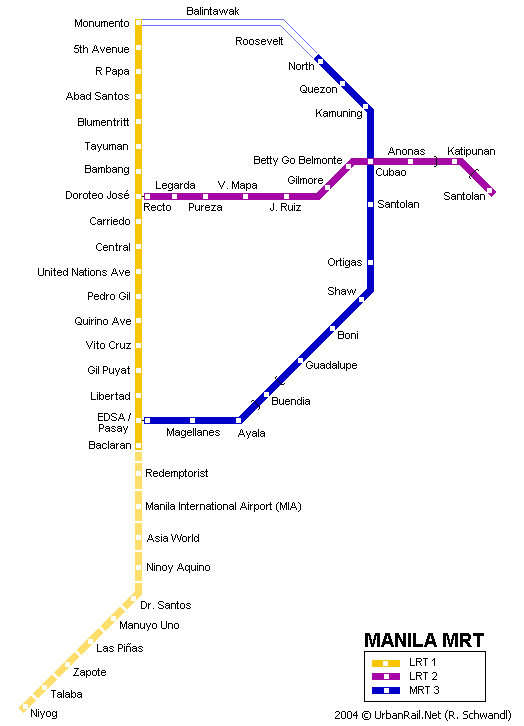 Balintawak
Monumento
Roosevelt
5th Avenue
North
R Papa
Quezon
Abad Santos
Kamuning
Blumentritt
Tayuman
Betty Go Belmonte
Anonas
Katipunan
Bambang
Cubao
Legarda
V. Mapa
Gilmore
Doroteo José
Recto
Pureza
J. Ruiz
Santolan
Santolan
Carriedo
Central
Ortigas
United Nations Ave
Pedro Gil
Shaw
Quirino Ave
Boni
Vito Cruz
Guadalupe
Gil Puyat
Libertad
Buendia
EDSA /
Pasay
Magellanes
Ayala
Baclaran
Redemptorist
Manila International Airport (MIA)
Asia World
Ninoy Aquino
Dr. Santos
Manuyo Uno
Las Piñas
Zapote
Talaba
Niyog
MANILA MRT
LRT 1
LRT 2
MRT 3
2004 © UrbanRail.Net (R. Schwandl)